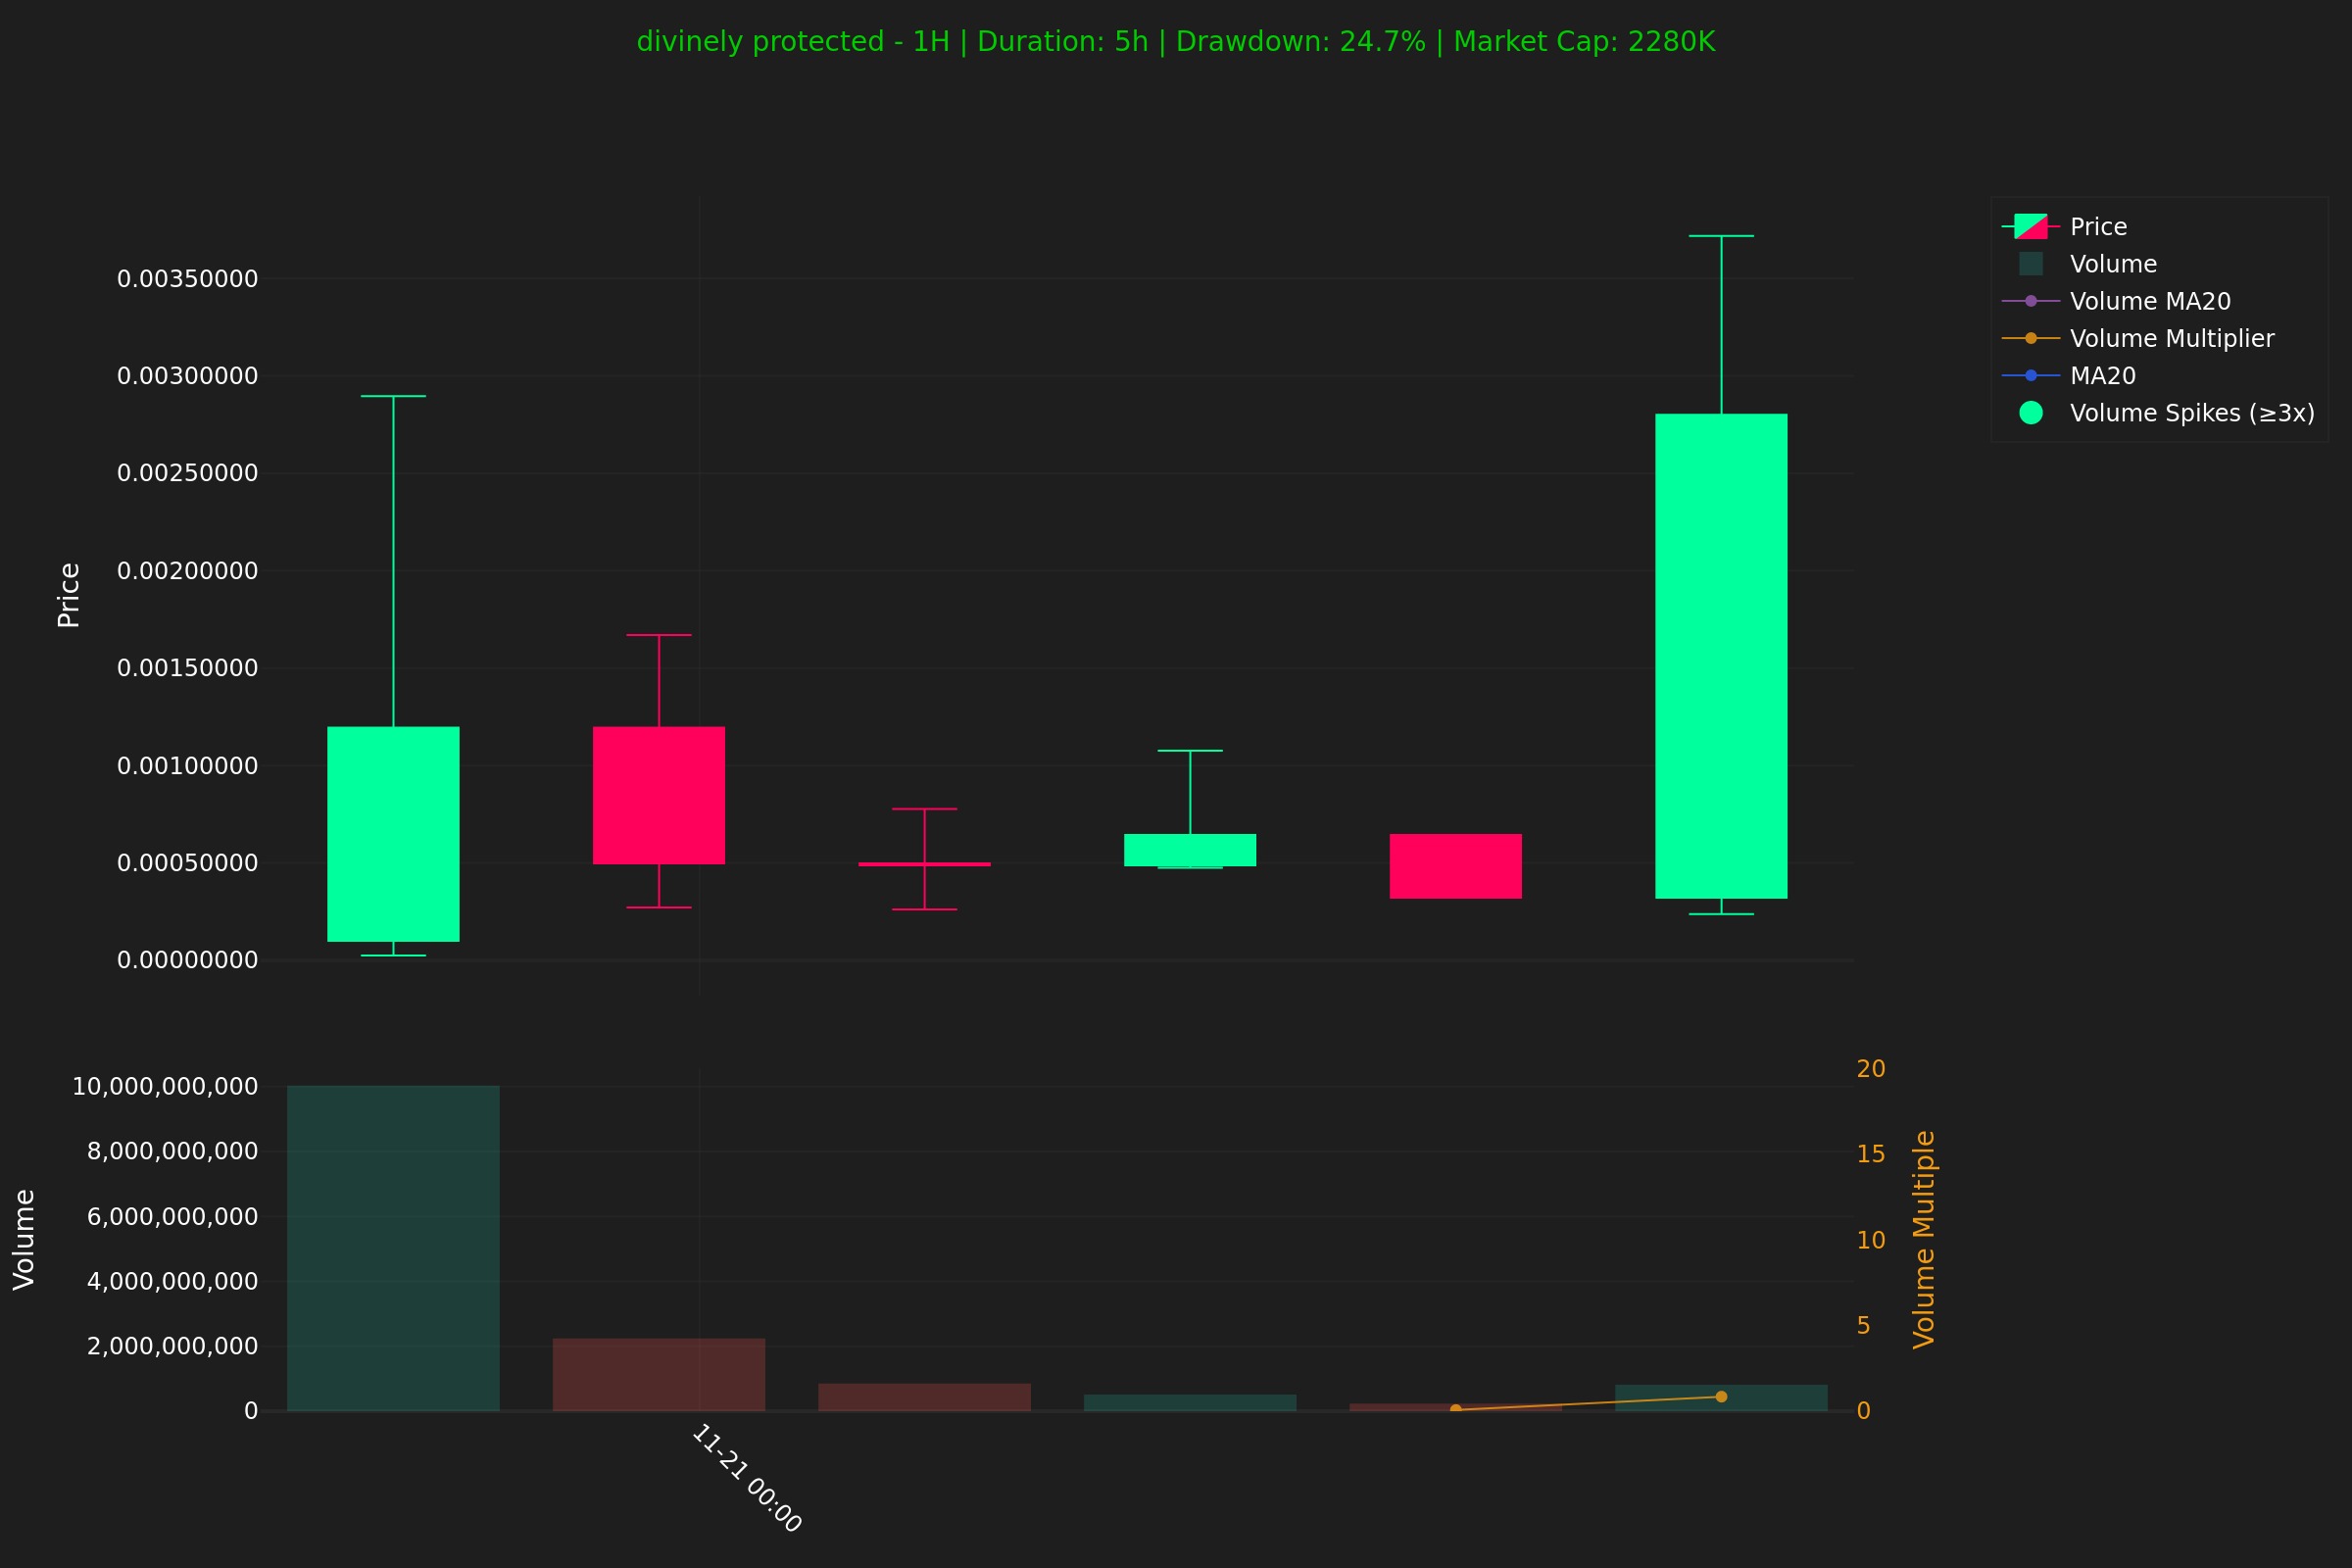 divinely protected - 1H | Duration: 5h | Drawdown: 24.7% | Market Cap: 2280K
Price
Volume
Volume MA20
Volume Multiplier
MA20
Volume Spikes (≥3x)
Price
0.00350000
0.00300000
0.00250000
0.00200000
0.00150000
0.00100000
0.00050000
0.00000000
Volume
10,000,000,000
8,000,000,000
6,000,000,000
4,000,000,000
2,000,000,000
0
20
15
10
5
0
Volume Multiple
11-21 00:00